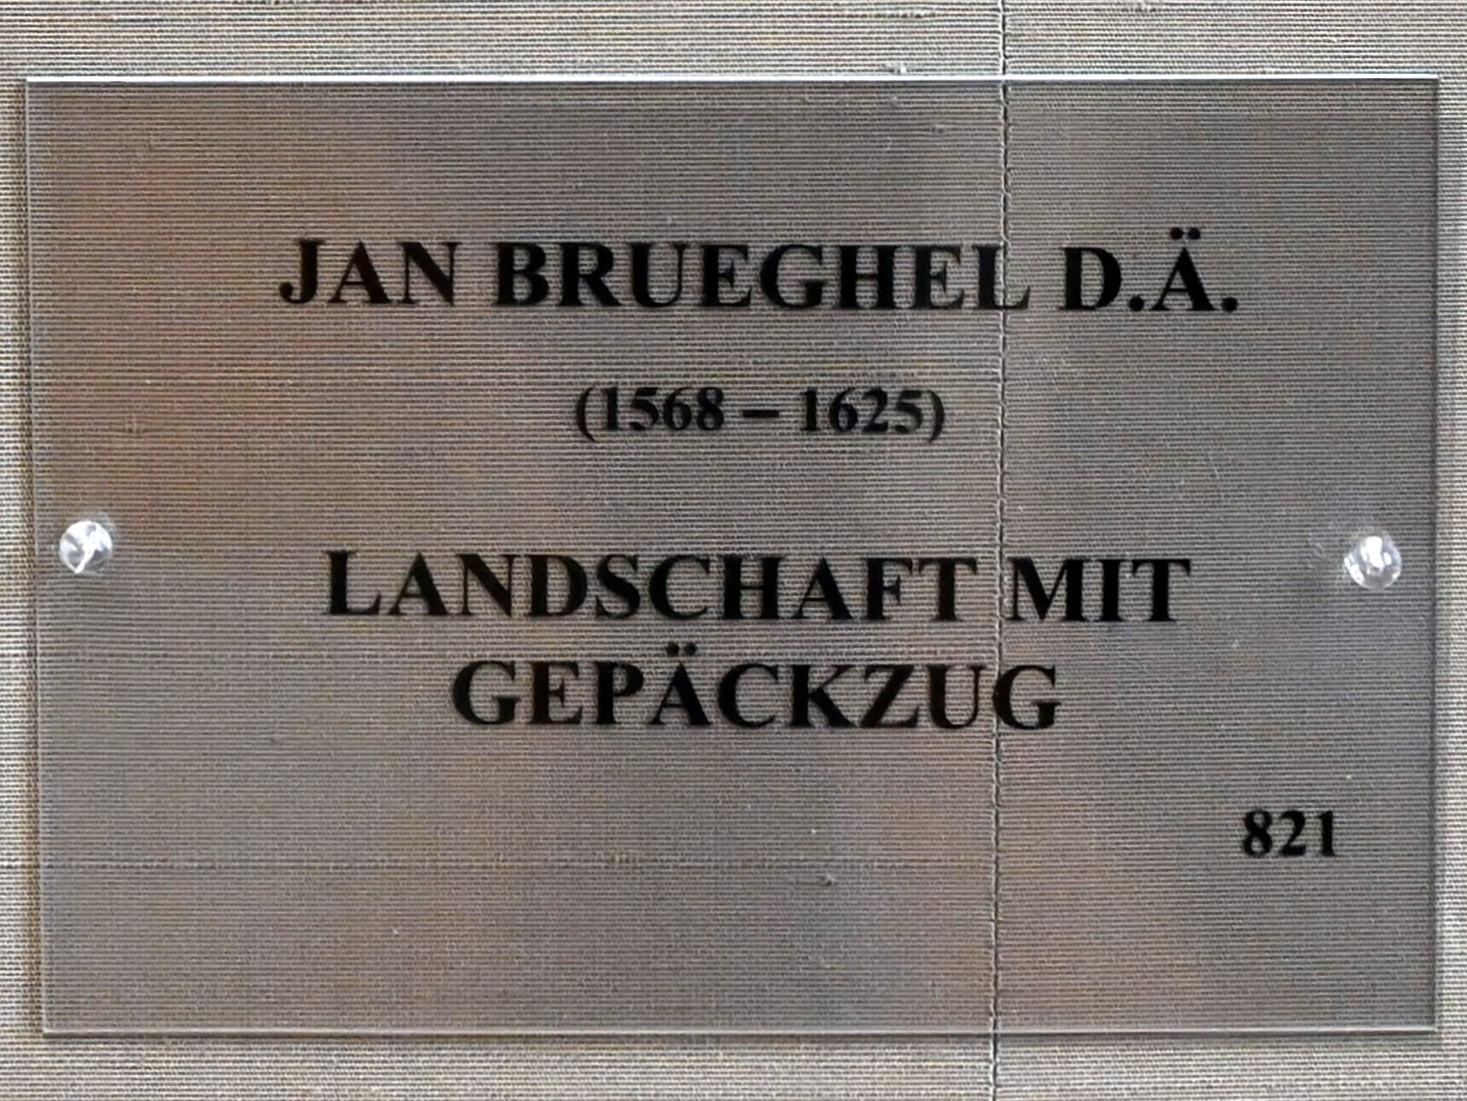 JAN BRUEGHEL D.Ä.
(1568 – 1625)
LANDSCHAFT MIT
GEPÄCKZUG
821